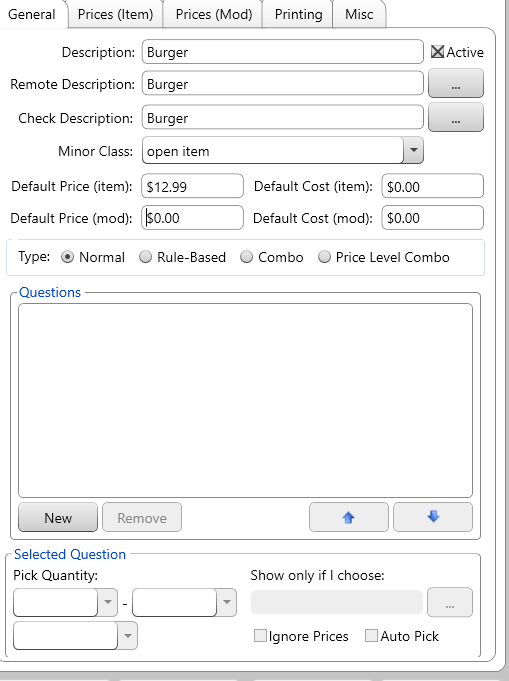 General Prices (Item) Prices (Mod) Printing Misc
Description: Burger Active
Remote Description: Burger ...
Check Description: Burger ...
Minor Class: open item
Default Price (item): $12.99 Default Cost (item): $0.00
Default Price (mod): $0.00 Default Cost (mod): $0.00
Type: Normal Rule-Based Combo Price Level Combo
Questions
New Remove
Selected Question
Pick Quantity: Show only if I choose:
- ...
Ignore Prices Auto Pick